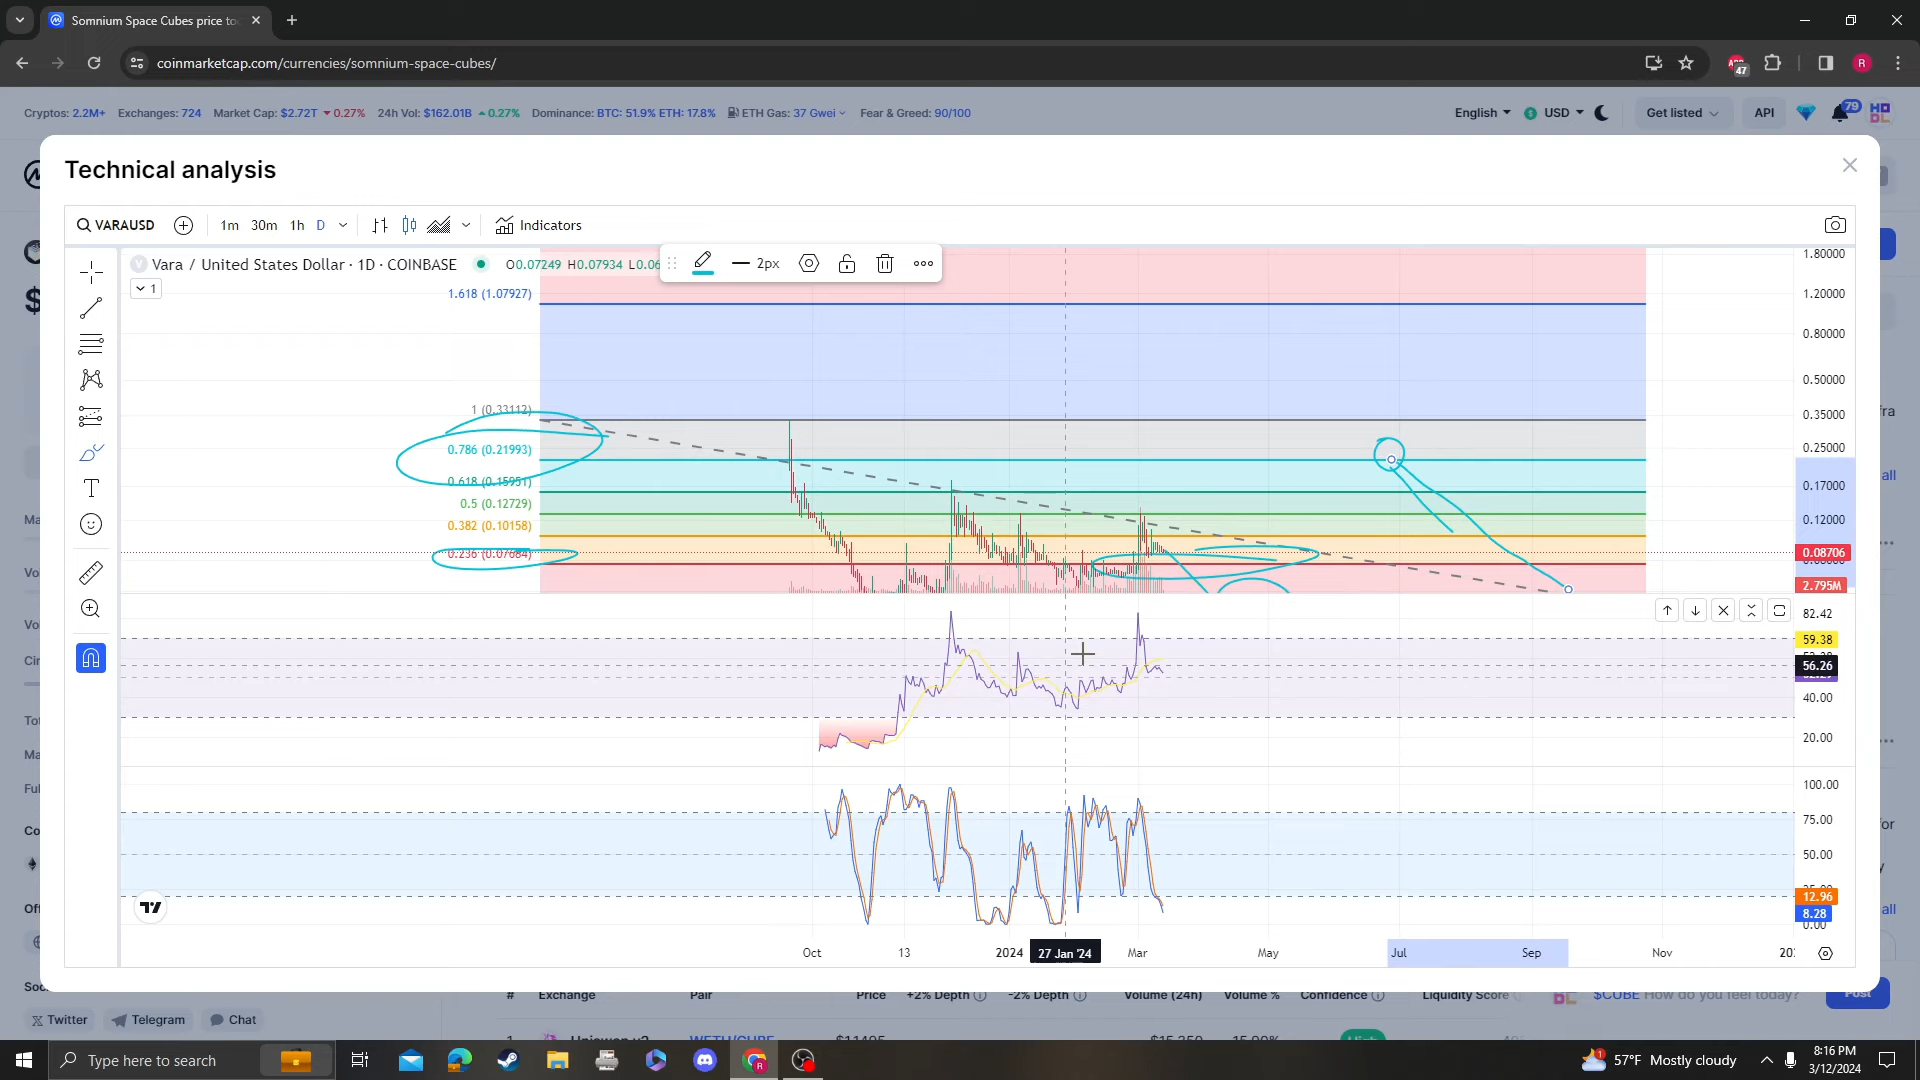 Somnium Space Cubes price to
coinmarketcap.com/currencies/somnium-space-cubes/
47
R
Cryptos: 2.2M+ Exchanges: 724 Market Cap: $2.72T 0.27% 24h Vol: $162.01B 0.27% Dominance: BTC: 51.9% ETH: 17.8% ETH Gas: 37 Gwei Fear & Greed: 90/100
English USD Get listed API 79
Technical analysis
VARAUSD 1m 30m 1h D Indicators
Vara / United States Dollar · 1D · COINBASE O0.07249 H0.07934 L0.06
2px
1
1.618 (1.07927)
1 (0.33112)
0.786 (0.21993)
0.618 (0.15951)
0.5 (0.12729)
0.382 (0.10158)
0.236 (0.07684)
1.80000
1.20000
0.80000
0.50000
0.35000
0.25000
0.17000
0.12000
0.08706
2.795M
82.42
59.38
56.26
40.00
20.00
100.00
75.00
50.00
12.96
8.28
0.00
Oct 13 2024 27 Jan '24 Mar May Jul Sep Nov
# Exchange Pair Price +2% Depth -2% Depth Volume (24h) Volume % Confidence Liquidity Score
$CUBE How do you feel today? Post
Twitter Telegram Chat
Type here to search
57°F Mostly cloudy
8:16 PM
3/12/2024